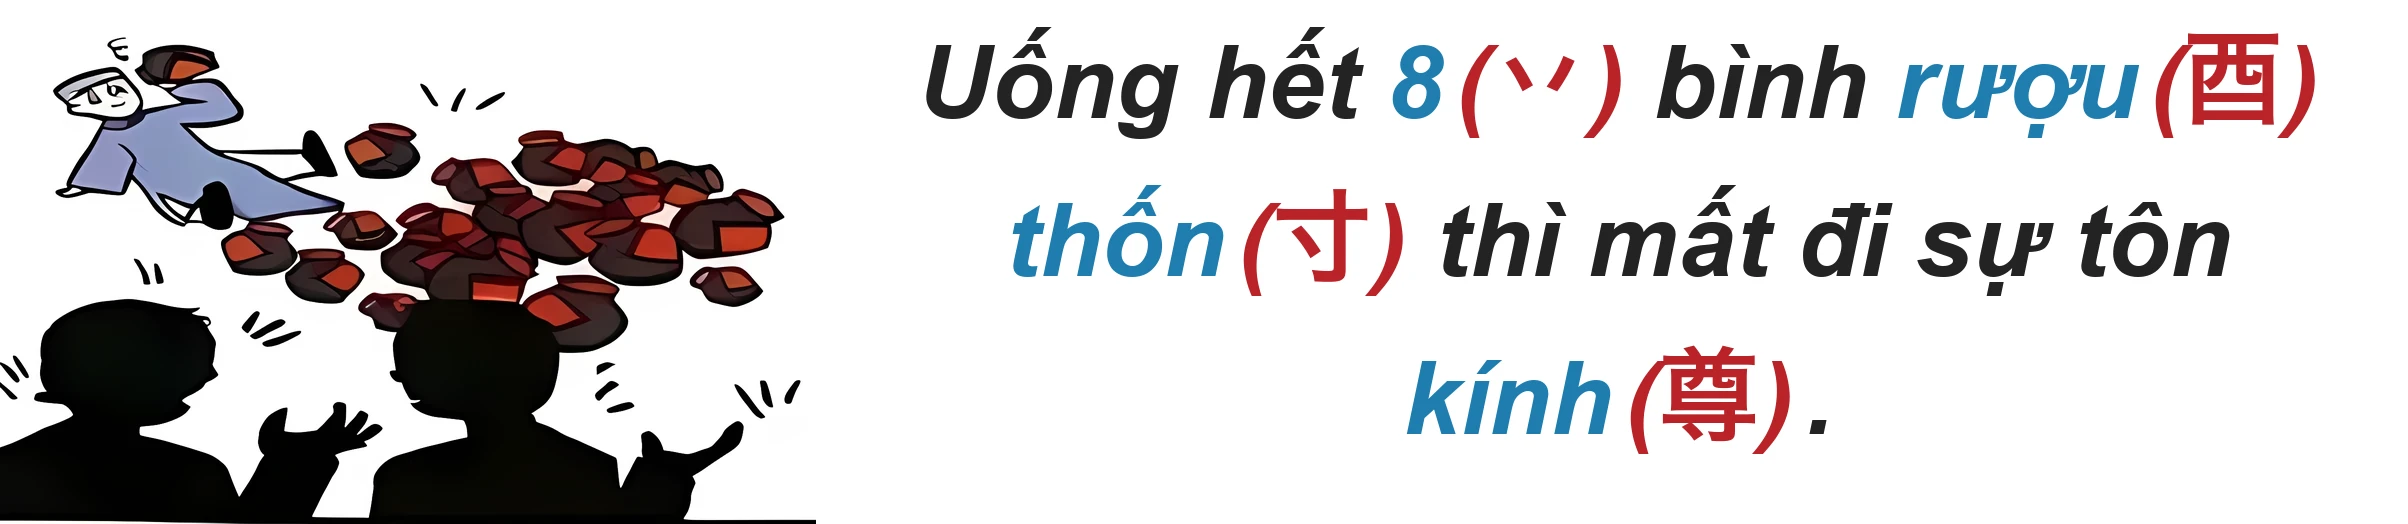 Uống hết 8(丷) bình rượu(酉)
thốn(寸) thì mất đi sự tôn
kính(尊).